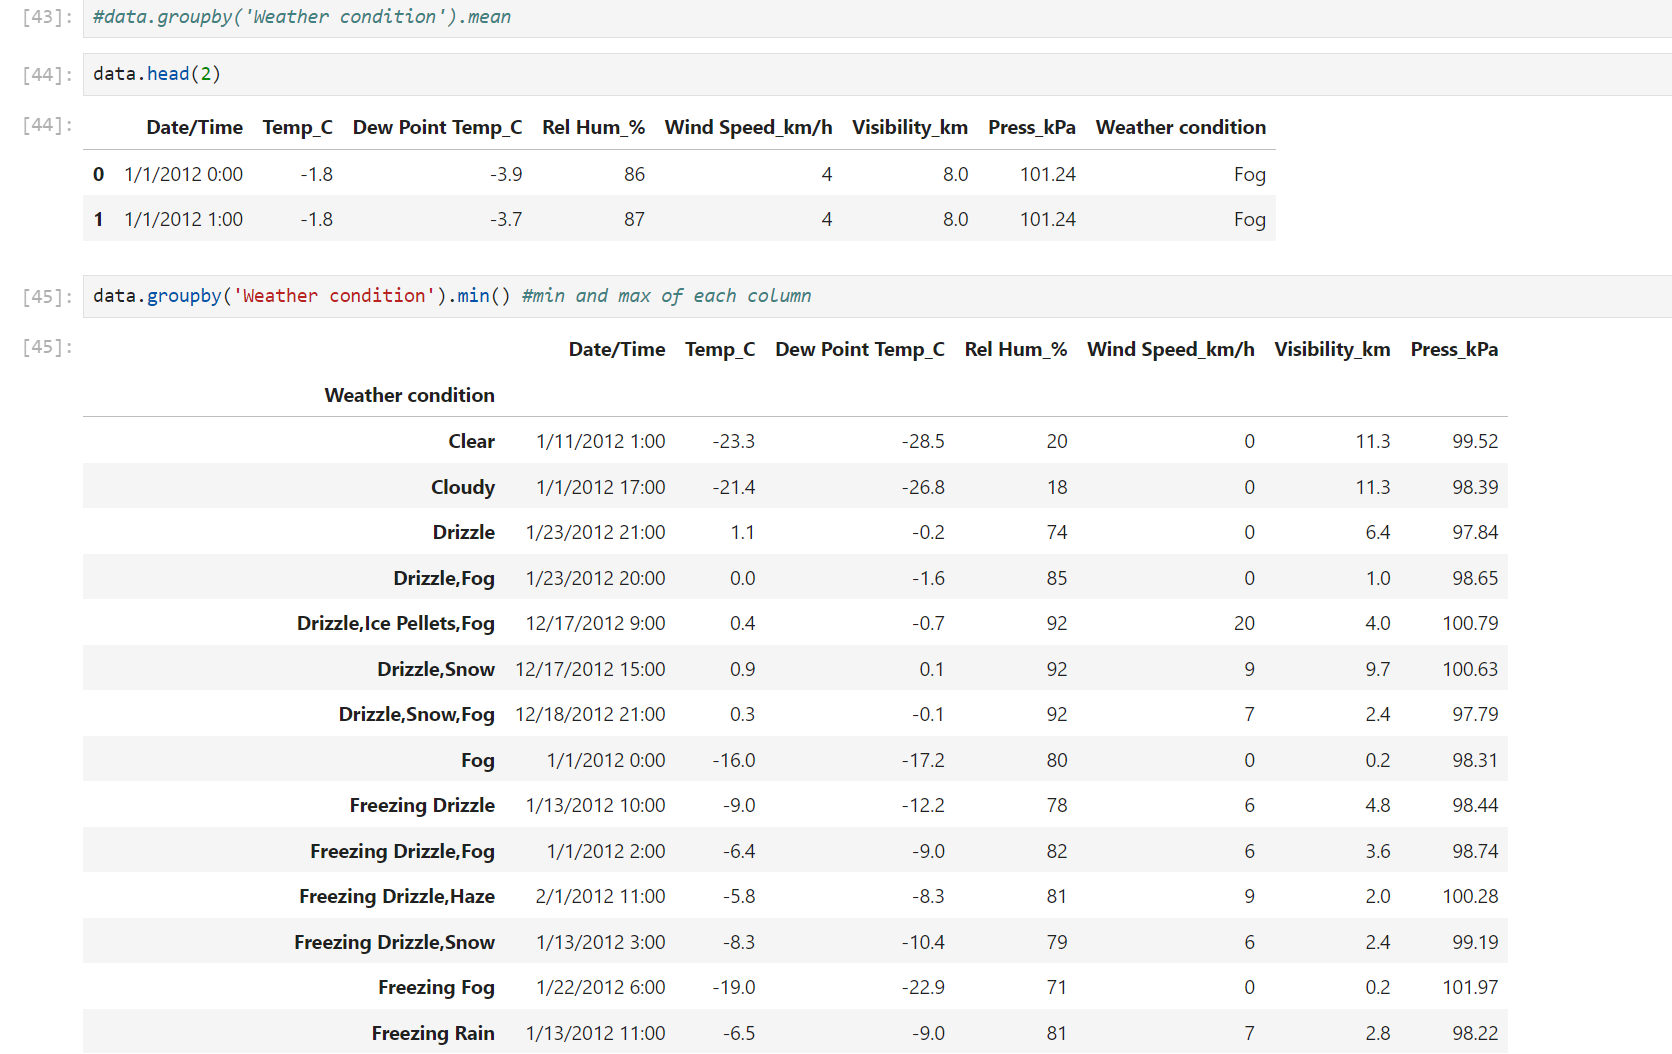 [43]: #data.groupby('Weather condition').mean
[44]: data.head(2)
[44]: Date/Time Temp_C Dew Point Temp_C Rel Hum_% Wind Speed_km/h Visibility_km Press_kPa Weather condition
0 1/1/2012 0:00 -1.8 -3.9 86 4 8.0 101.24 Fog
1 1/1/2012 1:00 -1.8 -3.7 87 4 8.0 101.24 Fog
[45]: data.groupby('Weather condition').min() #min and max of each column
[45]: Date/Time Temp_C Dew Point Temp_C Rel Hum_% Wind Speed_km/h Visibility_km Press_kPa
Weather condition
Clear 1/11/2012 1:00 -23.3 -28.5 20 0 11.3 99.52
Cloudy 1/1/2012 17:00 -21.4 -26.8 18 0 11.3 98.39
Drizzle 1/23/2012 21:00 1.1 -0.2 74 0 6.4 97.84
Drizzle,Fog 1/23/2012 20:00 0.0 -1.6 85 0 1.0 98.65
Drizzle,Ice Pellets,Fog 12/17/2012 9:00 0.4 -0.7 92 20 4.0 100.79
Drizzle,Snow 12/17/2012 15:00 0.9 0.1 92 9 9.7 100.63
Drizzle,Snow,Fog 12/18/2012 21:00 0.3 -0.1 92 7 2.4 97.79
Fog 1/1/2012 0:00 -16.0 -17.2 80 0 0.2 98.31
Freezing Drizzle 1/13/2012 10:00 -9.0 -12.2 78 6 4.8 98.44
Freezing Drizzle,Fog 1/1/2012 2:00 -6.4 -9.0 82 6 3.6 98.74
Freezing Drizzle,Haze 2/1/2012 11:00 -5.8 -8.3 81 9 2.0 100.28
Freezing Drizzle,Snow 1/13/2012 3:00 -8.3 -10.4 79 6 2.4 99.19
Freezing Fog 1/22/2012 6:00 -19.0 -22.9 71 0 0.2 101.97
Freezing Rain 1/13/2012 11:00 -6.5 -9.0 81 7 2.8 98.22